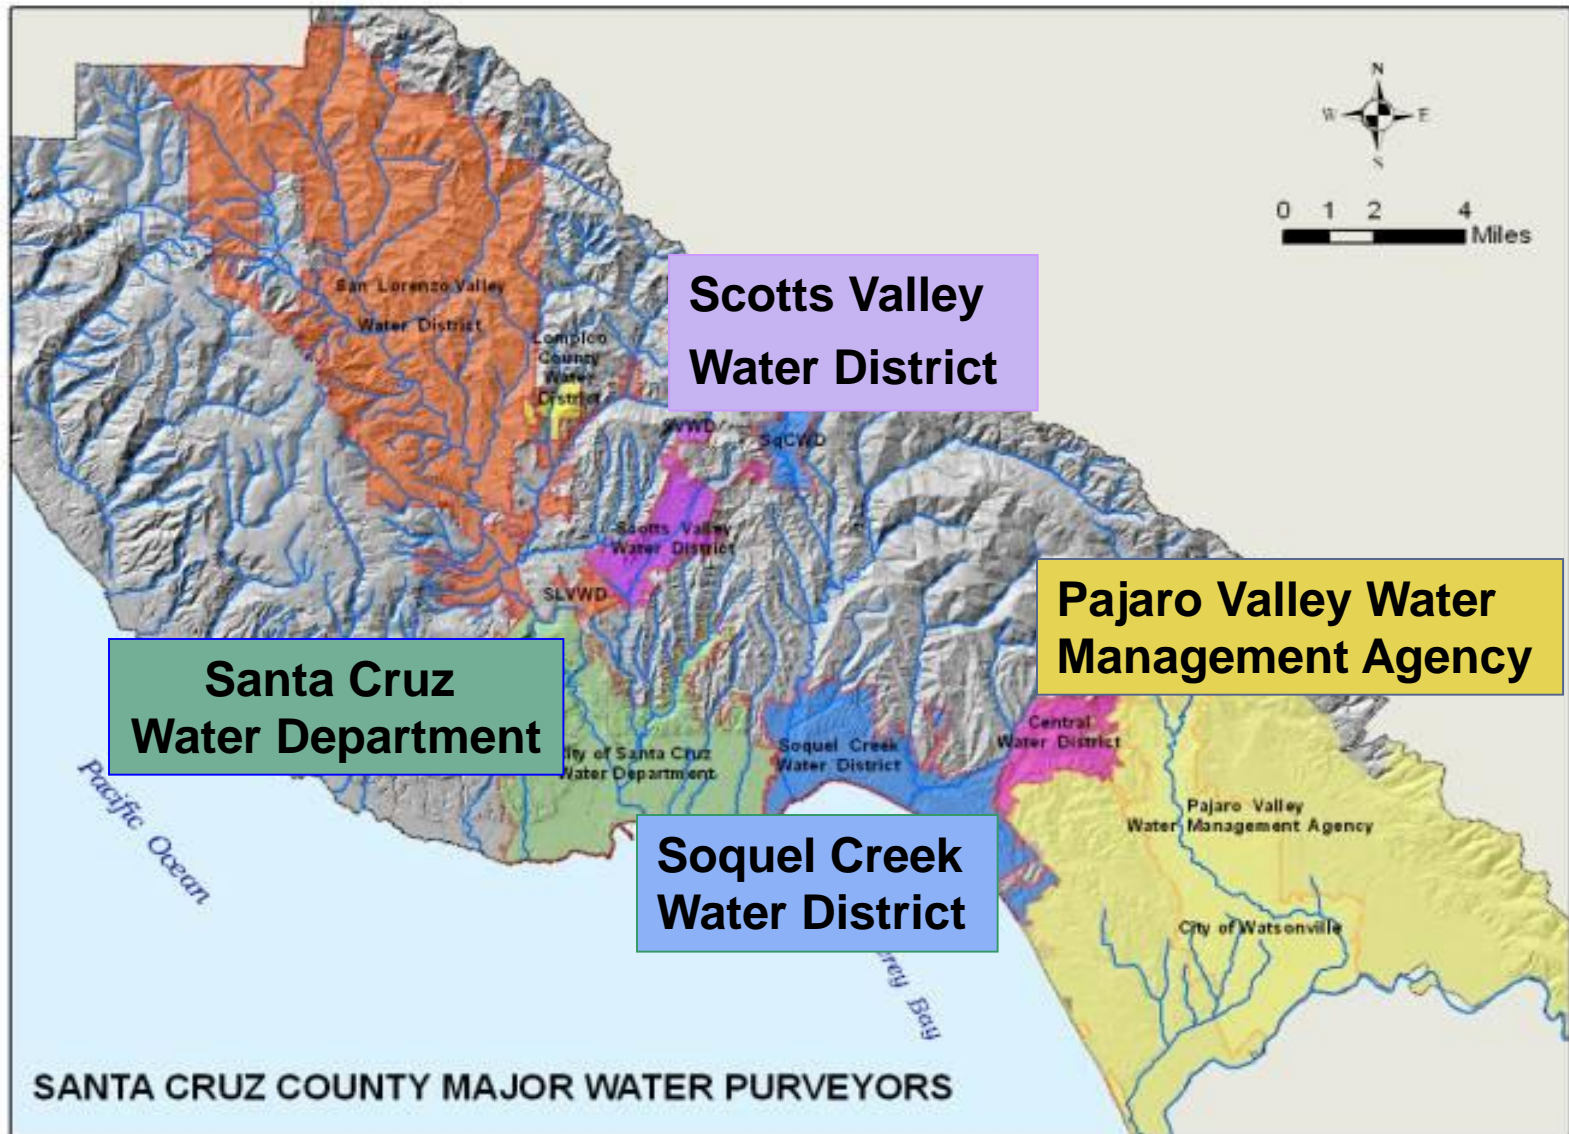 N
W E
S
0 1 2 4
Miles
San Lorenzo Valley
Water District
Lompico
County
Water
District
Scotts Valley
Water District
SVWD
SqCWD
Scotts Valley
Water District
SLVWD
Pajaro Valley Water
Management Agency
Santa Cruz
Water Department
City of Santa Cruz
Water Department
Soquel Creek
Water District
Central
Water District
Pajaro Valley
Water Management Agency
Soquel Creek
Water District
City of Watsonville
Pacific Ocean
erey Bay
SANTA CRUZ COUNTY MAJOR WATER PURVEYORS